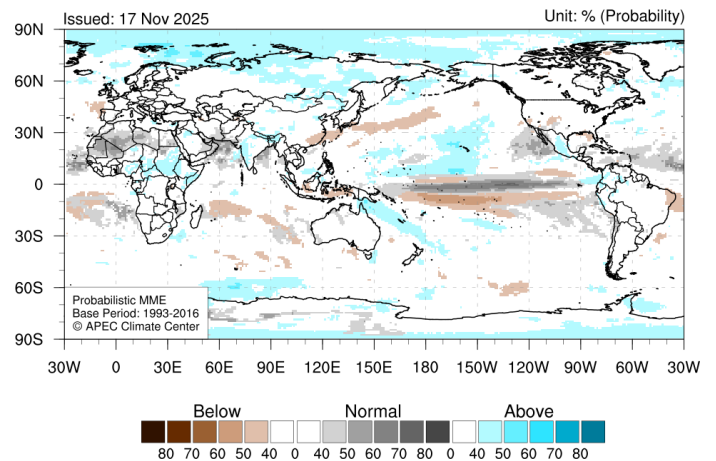 Issued: 17 Nov 2025
Unit: % (Probability)
90N
60N
30N
0
30S
60S
90S
Probabilistic MME
Base Period: 1993-2016
© APEC Climate Center
30W 0 30E 60E 90E 120E 150E 180 150W 120W 90W 60W 30W
Below Normal Above
80 70 60 50 40 0 40 50 60 70 80 0 40 50 60 70 80